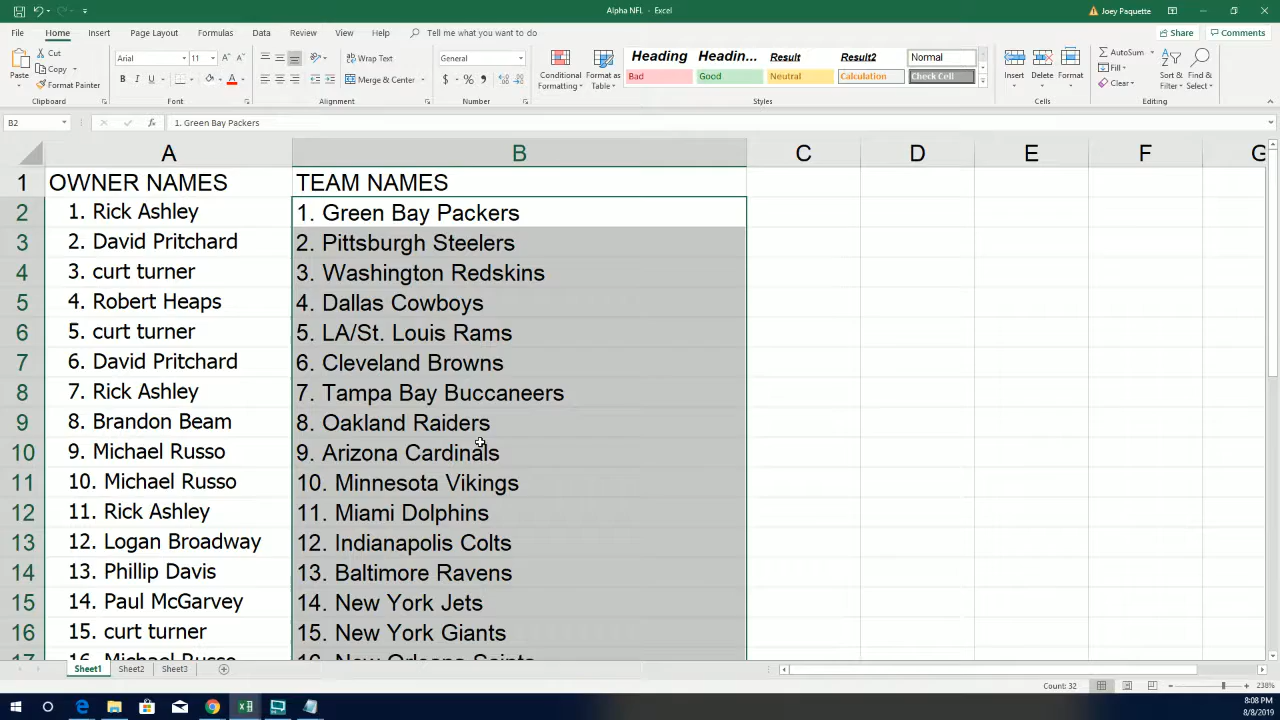 Alpha NFL - Excel
Joey Paquette
File Home Insert Page Layout Formulas Data Review View Help Tell me what you want to do
Share Comments
Paste Cut Copy Format Painter
Arial 11
B I U
Wrap Text
Merge & Center
General
$ % ,
Conditional Formatting Format as Table
Heading Headin... Result Result2 Normal
Bad Good Neutral Calculation Check Cell
Insert Delete Format
AutoSum
Fill
Clear
Sort & Filter Find & Select
Clipboard Font Alignment Number Styles Cells Editing
B2 fx 1. Green Bay Packers
A B C D E F G
1 OWNER NAMES TEAM NAMES
2 1. Rick Ashley 1. Green Bay Packers
3 2. David Pritchard 2. Pittsburgh Steelers
4 3. curt turner 3. Washington Redskins
5 4. Robert Heaps 4. Dallas Cowboys
6 5. curt turner 5. LA/St. Louis Rams
7 6. David Pritchard 6. Cleveland Browns
8 7. Rick Ashley 7. Tampa Bay Buccaneers
9 8. Brandon Beam 8. Oakland Raiders
10 9. Michael Russo 9. Arizona Cardinals
11 10. Michael Russo 10. Minnesota Vikings
12 11. Rick Ashley 11. Miami Dolphins
13 12. Logan Broadway 12. Indianapolis Colts
14 13. Phillip Davis 13. Baltimore Ravens
15 14. Paul McGarvey 14. New York Jets
16 15. curt turner 15. New York Giants
17 16. Michael Russo 16. New Orleans Saints
Sheet1 Sheet2 Sheet3
Count: 32 238%
8:08 PM
8/8/2019